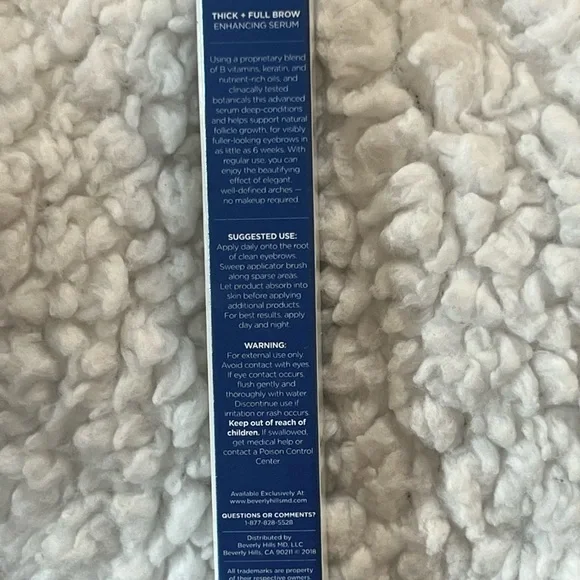 THICK + FULL BROW
ENHANCING SERUM
Using a proprietary blend
of B vitamins, keratin, and
nutrient-rich oils, and
clinacally tested
botanicals this advanced
serum deep-conditions
and helps support natural
follicle growth, for visibly
fuller-looking eyebrows in
as little as 6 weeks. With
regular use, you can
enjoy the beautifying
effect of elegant,
well-defined arches —
no makeup required
SUGGESTED USE:
Apply daily onto the root
of clean eyebrows.
Sweep applicator brush
along sparse areas.
Let product absorb into
skin before applying
additional products.
For best results, apply
day and night
WARNING:
For external use only.
Avoid contact with eyes.
If eye contact occurs,
flush gently and
thoroughly with water.
Discontinue use if
irritation or rash occurs.
Keep out of reach of
children. If swallowed,
get medical help or
contact a Poison Control
Center.
Available Exclusively At
www.beverlyhillsmd.com
QUESTIONS OR COMMENTS?
1-877-828-5528
Distributed by
Beverly Hills MD, LLC
Beverly Hills, CA 90211 © 2018
All trademarks are property
of their respective owners.